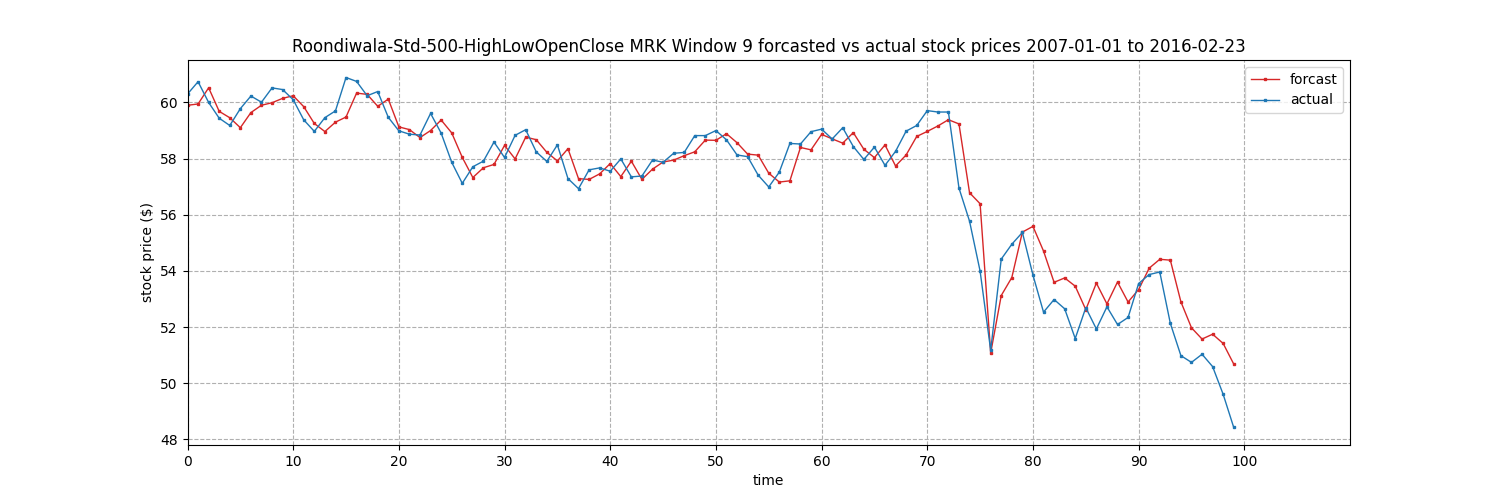 Roondiwala-Std-500-HighLowOpenClose MRK Window 9 forcasted vs actual stock prices 2007-01-01 to 2016-02-23
forcast
actual
stock price ($)
60
58
56
54
52
50
48
0 10 20 30 40 50 60 70 80 90 100
time